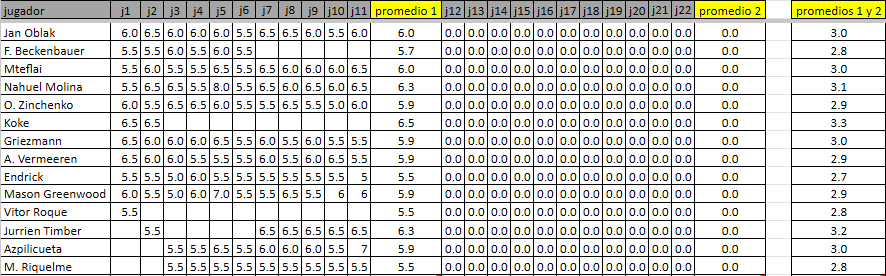 jugador j1 j2 j3 j4 j5 j6 j7 j8 j9 j10 j11 promedio 1 j12 j13 j14 j15 j16 j17 j18 j19 j20 j21 j22 promedio 2 promedios 1 y 2
Jan Oblak 6.0 6.5 6.0 6.0 6.0 5.5 6.5 6.5 6.0 5.5 6.0 6.0 0.0 0.0 0.0 0.0 0.0 0.0 0.0 0.0 0.0 0.0 0.0 0.0 3.0
F. Beckenbauer 5.5 5.5 6.0 5.5 6.0 5.5 5.7 0.0 0.0 0.0 0.0 0.0 0.0 0.0 0.0 0.0 0.0 0.0 0.0 2.8
Mteflai 5.5 6.0 5.5 5.5 6.5 6.5 6.5 6.0 6.0 6.0 6.5 6.0 0.0 0.0 0.0 0.0 0.0 0.0 0.0 0.0 0.0 0.0 0.0 0.0 3.0
Nahuel Molina 5.5 6.5 6.5 5.5 8.0 5.5 6.5 6.0 6.5 6.0 6.5 6.3 0.0 0.0 0.0 0.0 0.0 0.0 0.0 0.0 0.0 0.0 0.0 0.0 3.1
O. Zinchenko 6.0 5.5 6.5 6.5 6.0 5.5 5.5 6.5 5.5 5.0 6.0 5.9 0.0 0.0 0.0 0.0 0.0 0.0 0.0 0.0 0.0 0.0 0.0 0.0 2.9
Koke 6.5 6.5 6.5 0.0 0.0 0.0 0.0 0.0 0.0 0.0 0.0 0.0 0.0 0.0 0.0 3.3
Griezmann 6.5 6.0 6.0 6.0 6.5 5.5 6.0 5.5 6.0 5.5 5.5 5.9 0.0 0.0 0.0 0.0 0.0 0.0 0.0 0.0 0.0 0.0 0.0 0.0 3.0
A. Vermeeren 6.5 6.0 6.0 5.5 5.5 5.5 6.0 5.5 5.5 6.5 5.5 5.9 0.0 0.0 0.0 0.0 0.0 0.0 0.0 0.0 0.0 0.0 0.0 0.0 2.9
Endrick 5.5 5.5 5.0 6.0 5.5 5.5 5.5 5.5 5.5 5.5 5 5.5 0.0 0.0 0.0 0.0 0.0 0.0 0.0 0.0 0.0 0.0 0.0 0.0 2.7
Mason Greenwood 6.0 5.5 5.0 6.0 7.0 5.5 5.5 6.5 5.5 6 6 5.9 0.0 0.0 0.0 0.0 0.0 0.0 0.0 0.0 0.0 0.0 0.0 0.0 2.9
Vitor Roque 5.5 5.5 0.0 0.0 0.0 0.0 0.0 0.0 0.0 0.0 0.0 0.0 0.0 0.0 2.8
Jurrien Timber 5.5 6.5 6.5 6.5 6.5 6.5 6.3 0.0 0.0 0.0 0.0 0.0 0.0 0.0 0.0 0.0 0.0 0.0 0.0 3.2
Azpilicueta 5.5 5.5 6.5 5.5 6.0 6.0 6.0 5.5 7 5.9 0.0 0.0 0.0 0.0 0.0 0.0 0.0 0.0 0.0 0.0 0.0 0.0 3.0
M. Riquelme 5.5 5.5 5.5 5.5 5.5 5.5 5.5 5.5 5.5 5.5 0.0 0.0 0.0 0.0 0.0 0.0 0.0 0.0 0.0 0.0 0.0 0.0 2.8